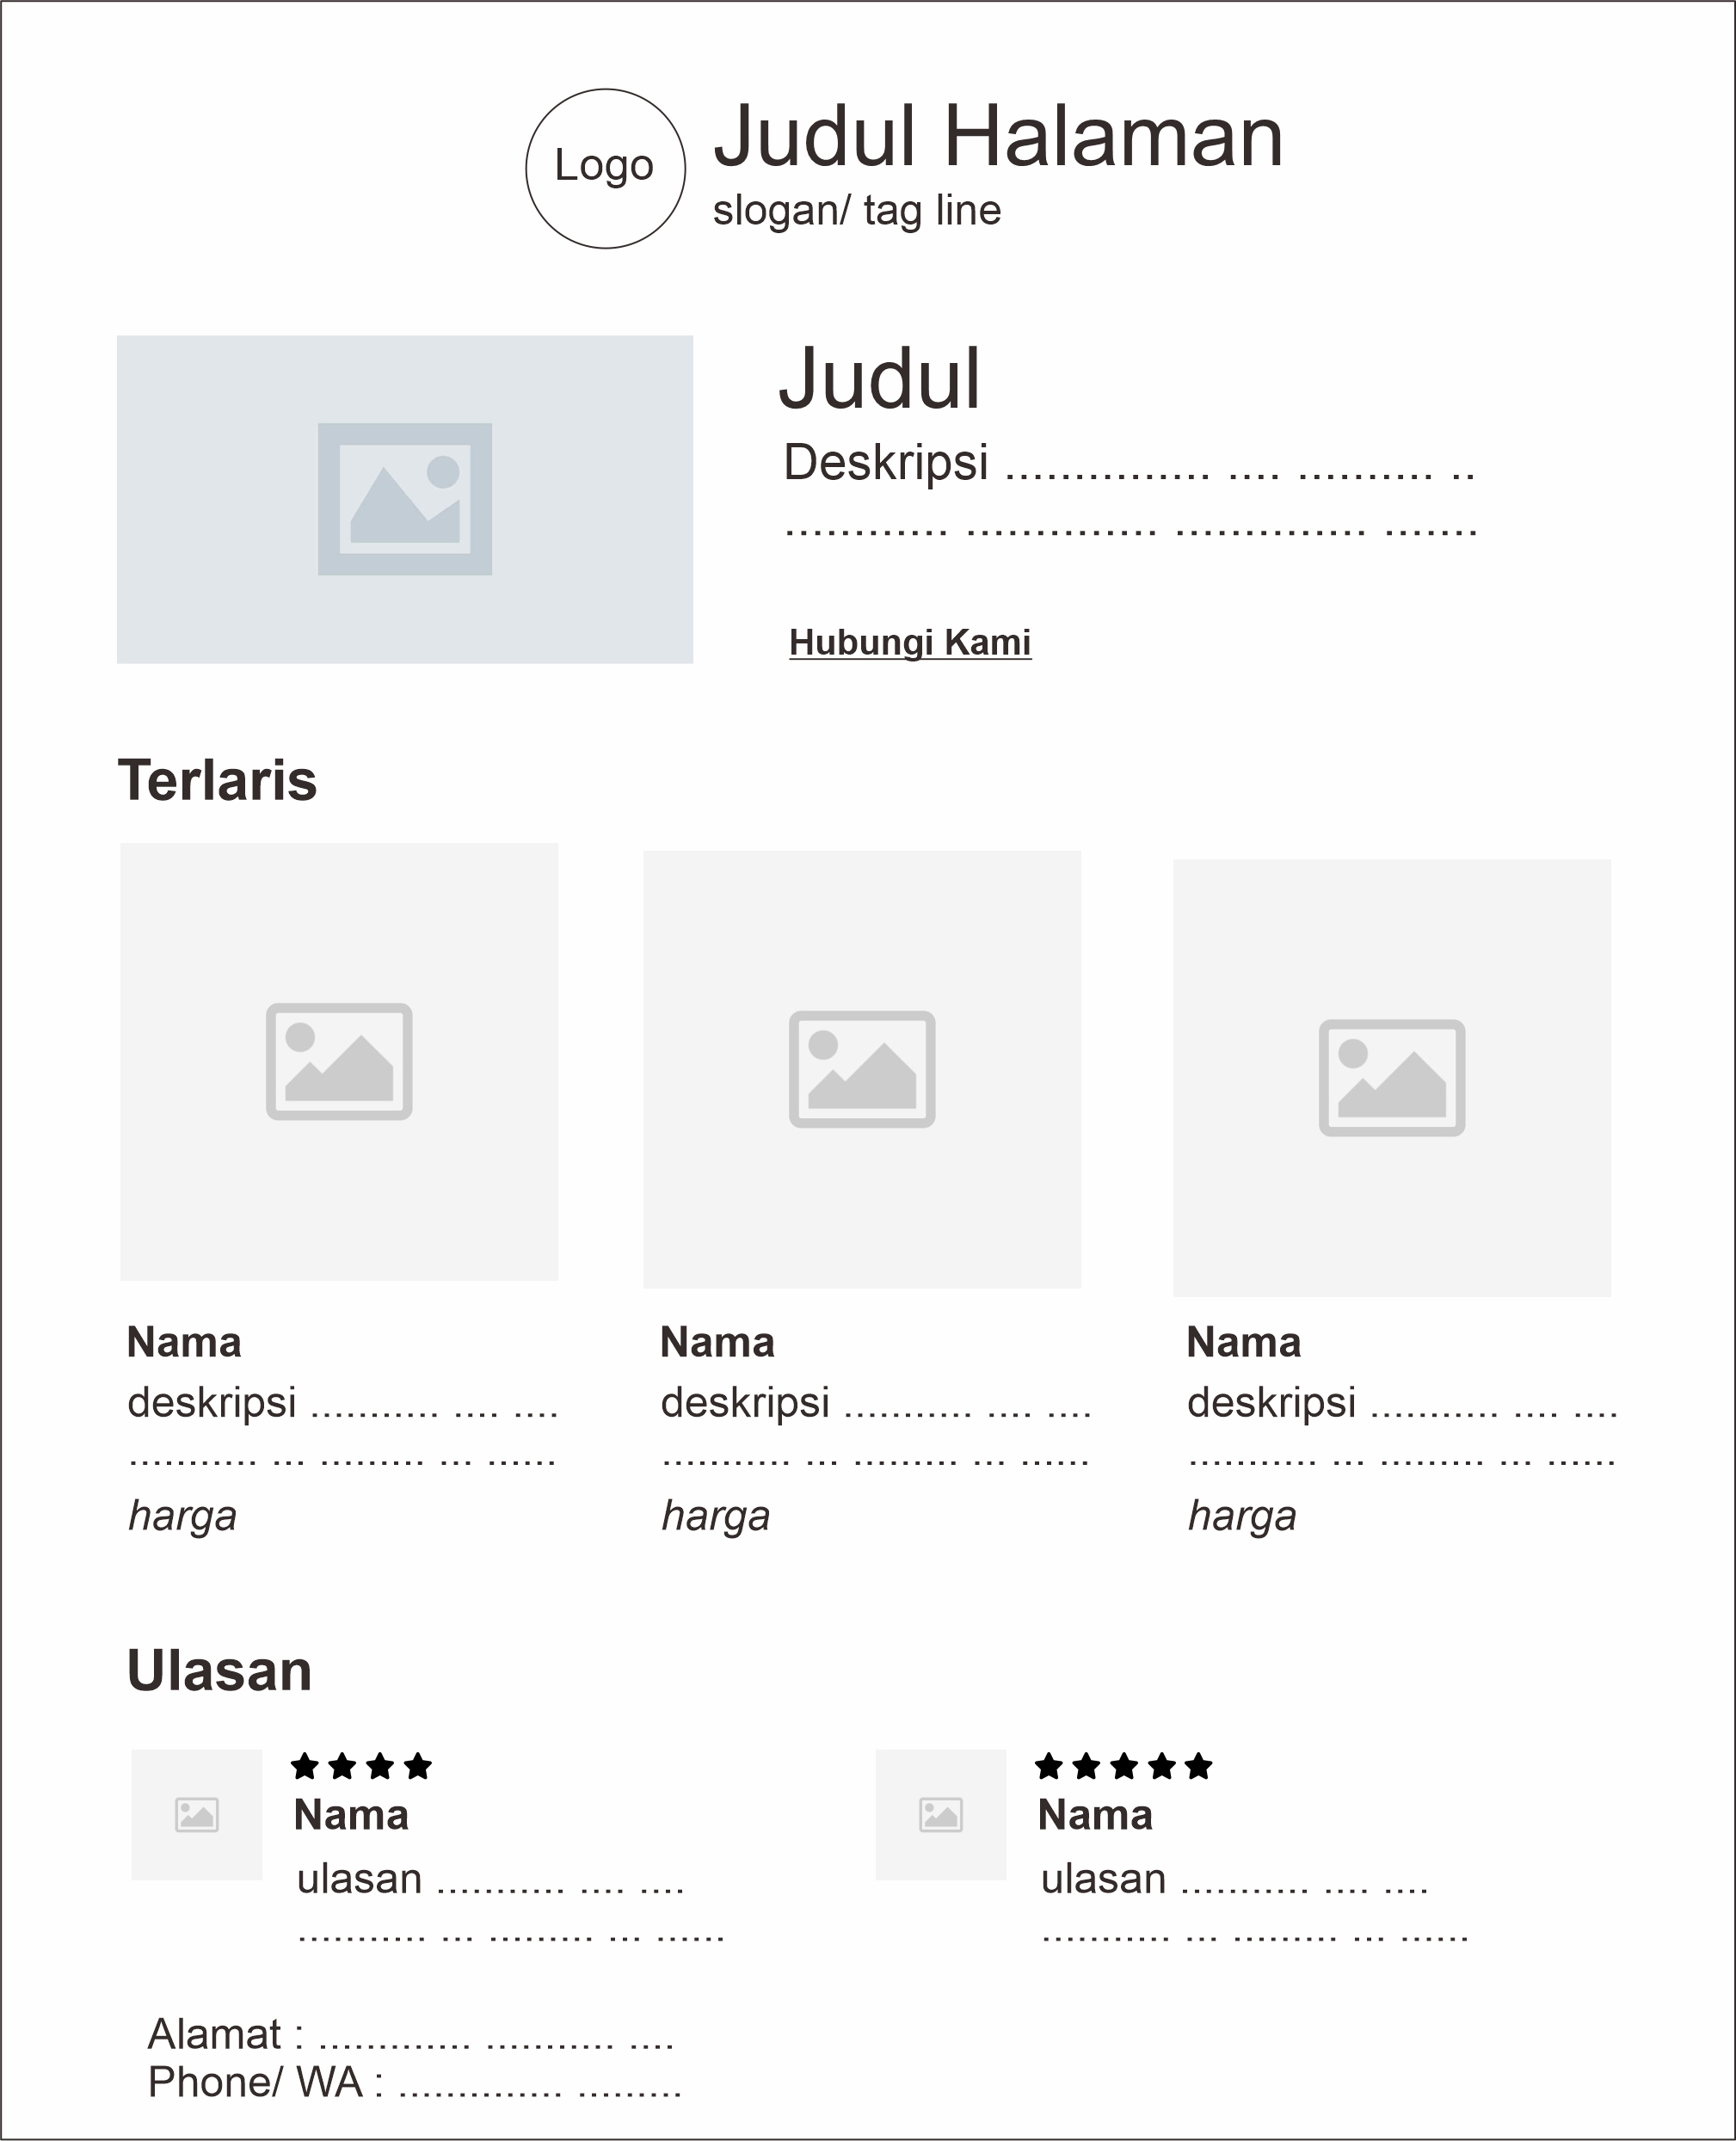 Logo
Judul Halaman
slogan/ tag line
Judul
Deskripsi ............... .... .......... ..
............ .............. .............. .......
Hubungi Kami
Terlaris
Nama
deskripsi ........... .... ....
........... ... ......... ... ......
harga
Nama
deskripsi ........... .... ....
........... ... ......... ... ......
harga
Nama
deskripsi ........... .... ....
........... ... ......... ... ......
harga
Ulasan
Nama
ulasan ........... .... ....
........... ... ......... ... ......
Nama
ulasan ........... .... ....
........... ... ......... ... ......
Alamat : ............. ........... ....
Phone/ WA : .............. .........